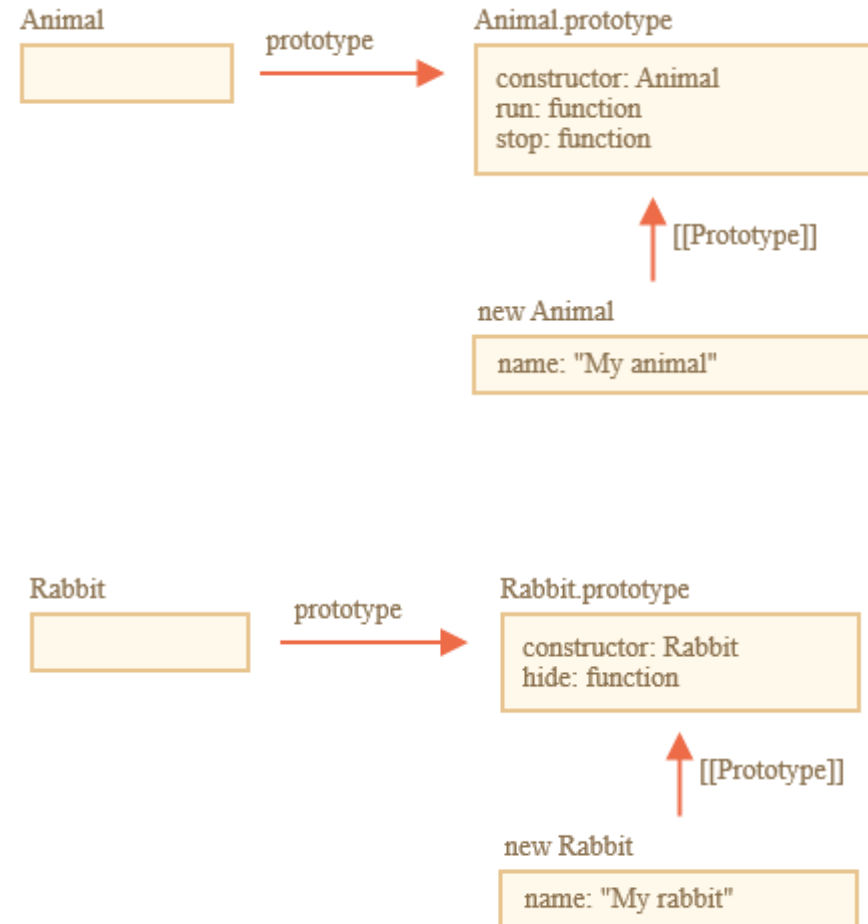 Animal
prototype
Animal.prototype
constructor: Animal
run: function
stop: function
[[Prototype]]
new Animal
name: "My animal"
Rabbit
prototype
Rabbit.prototype
constructor: Rabbit
hide: function
[[Prototype]]
new Rabbit
name: "My rabbit"